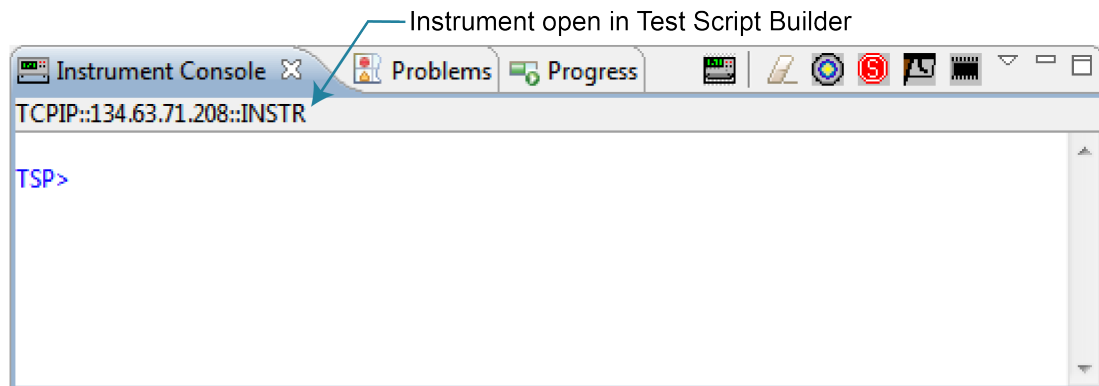 Instrument open in Test Script Builder
Instrument Console Problems Progress
TCPIP::134.63.71.208::INSTR
TSP>